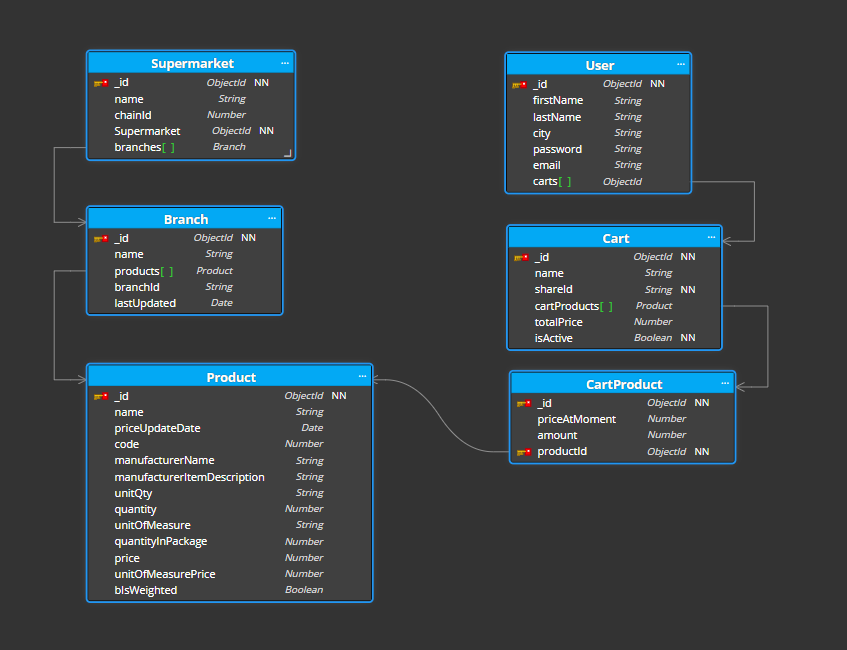 Supermarket ...
_id ObjectId NN
name String
chainId Number
Supermarket ObjectId NN
branches[ ] Branch
Branch ...
_id ObjectId NN
name String
products[ ] Product
branchId String
lastUpdated Date
Product ...
_id ObjectId NN
name String
priceUpdateDate Date
code Number
manufacturerName String
manufacturerItemDescription String
unitQty String
quantity Number
unitOfMeasure String
quantityInPackage Number
price Number
unitOfMeasurePrice Number
bIsWeighted Boolean
User ...
_id ObjectId NN
firstName String
lastName String
city String
password String
email String
carts[ ] ObjectId
Cart ...
_id ObjectId NN
name String
shareId String NN
cartProducts[ ] Product
totalPrice Number
isActive Boolean NN
CartProduct ...
_id ObjectId NN
priceAtMoment Number
amount Number
productId ObjectId NN